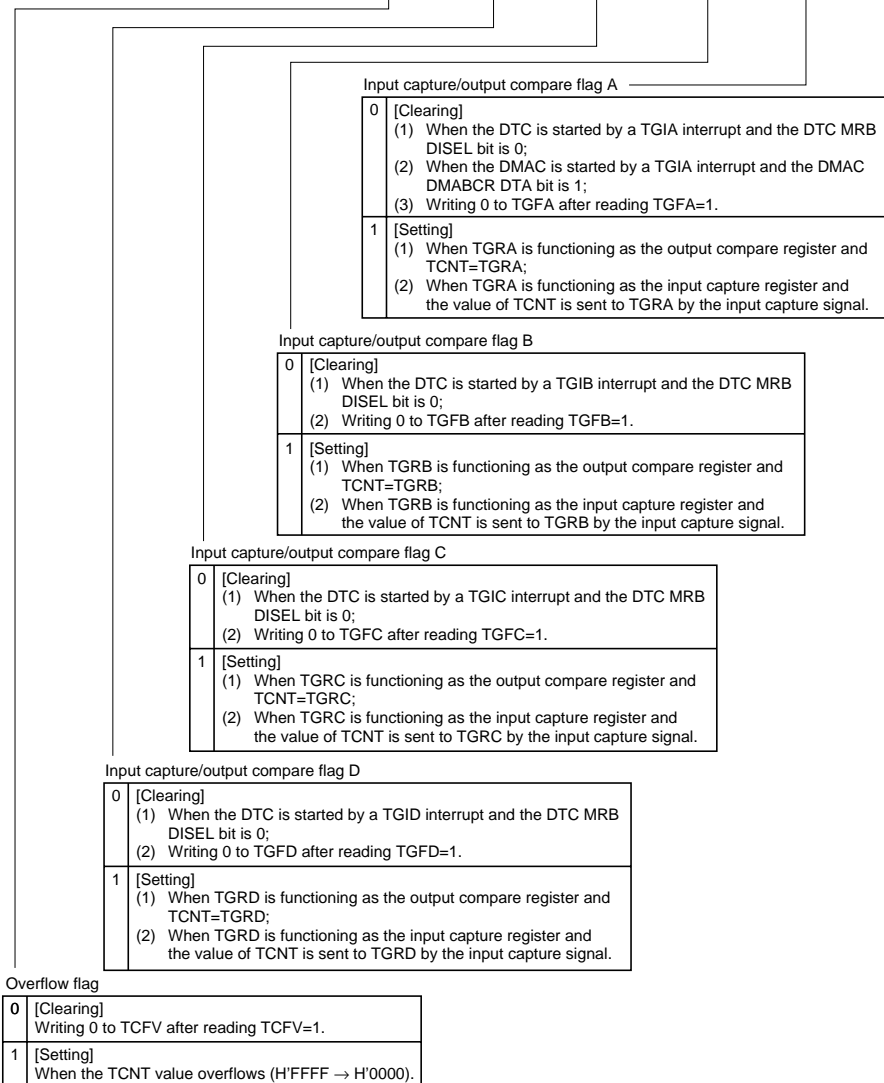 Input capture/output compare flag A
0 [Clearing]
(1) When the DTC is started by a TGIA interrupt and the DTC MRB
DISEL bit is 0;
(2) When the DMAC is started by a TGIA interrupt and the DMAC
DMABCR DTA bit is 1;
(3) Writing 0 to TGFA after reading TGFA=1.
1 [Setting]
(1) When TGRA is functioning as the output compare register and
TCNT=TGRA;
(2) When TGRA is functioning as the input capture register and
the value of TCNT is sent to TGRA by the input capture signal.
Input capture/output compare flag B
0 [Clearing]
(1) When the DTC is started by a TGIB interrupt and the DTC MRB
DISEL bit is 0;
(2) Writing 0 to TGFB after reading TGFB=1.
1 [Setting]
(1) When TGRB is functioning as the output compare register and
TCNT=TGRB;
(2) When TGRB is functioning as the input capture register and
the value of TCNT is sent to TGRB by the input capture signal.
Input capture/output compare flag C
0 [Clearing]
(1) When the DTC is started by a TGIC interrupt and the DTC MRB
DISEL bit is 0;
(2) Writing 0 to TGFC after reading TGFC=1.
1 [Setting]
(1) When TGRC is functioning as the output compare register and
TCNT=TGRC;
(2) When TGRC is functioning as the input capture register and
the value of TCNT is sent to TGRC by the input capture signal.
Input capture/output compare flag D
0 [Clearing]
(1) When the DTC is started by a TGID interrupt and the DTC MRB
DISEL bit is 0;
(2) Writing 0 to TGFD after reading TGFD=1.
1 [Setting]
(1) When TGRD is functioning as the output compare register and
TCNT=TGRD;
(2) When TGRD is functioning as the input capture register and
the value of TCNT is sent to TGRD by the input capture signal.
Overflow flag
0 [Clearing]
Writing 0 to TCFV after reading TCFV=1.
1 [Setting]
When the TCNT value overflows (H'FFFF → H'0000).